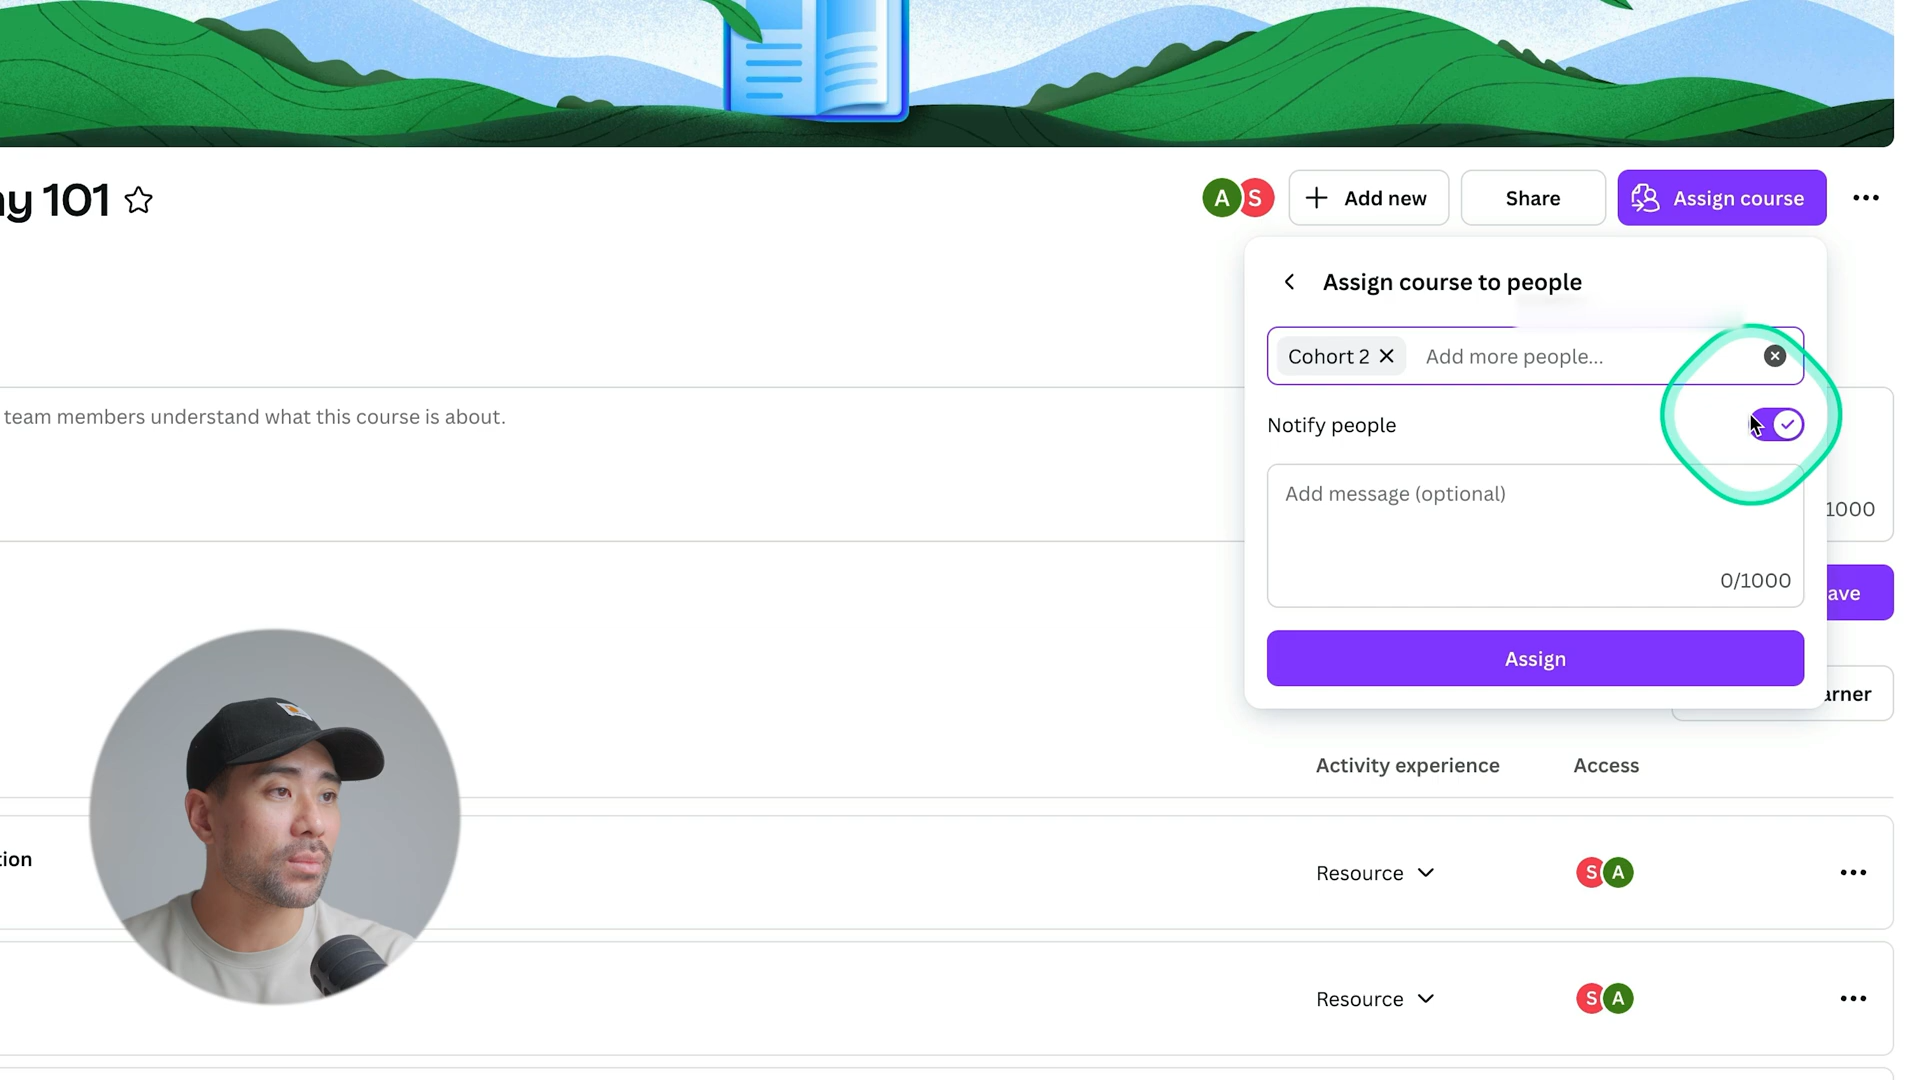 ny 101
A
S
Add new
Share
Assign course
Assign course to people
Cohort 2
Add more people...
team members understand what this course is about.
Notify people
Add message (optional)
1000
0/1000
ave
Assign
arner
Activity experience
Access
tion
Resource
S
A
Resource
S
A